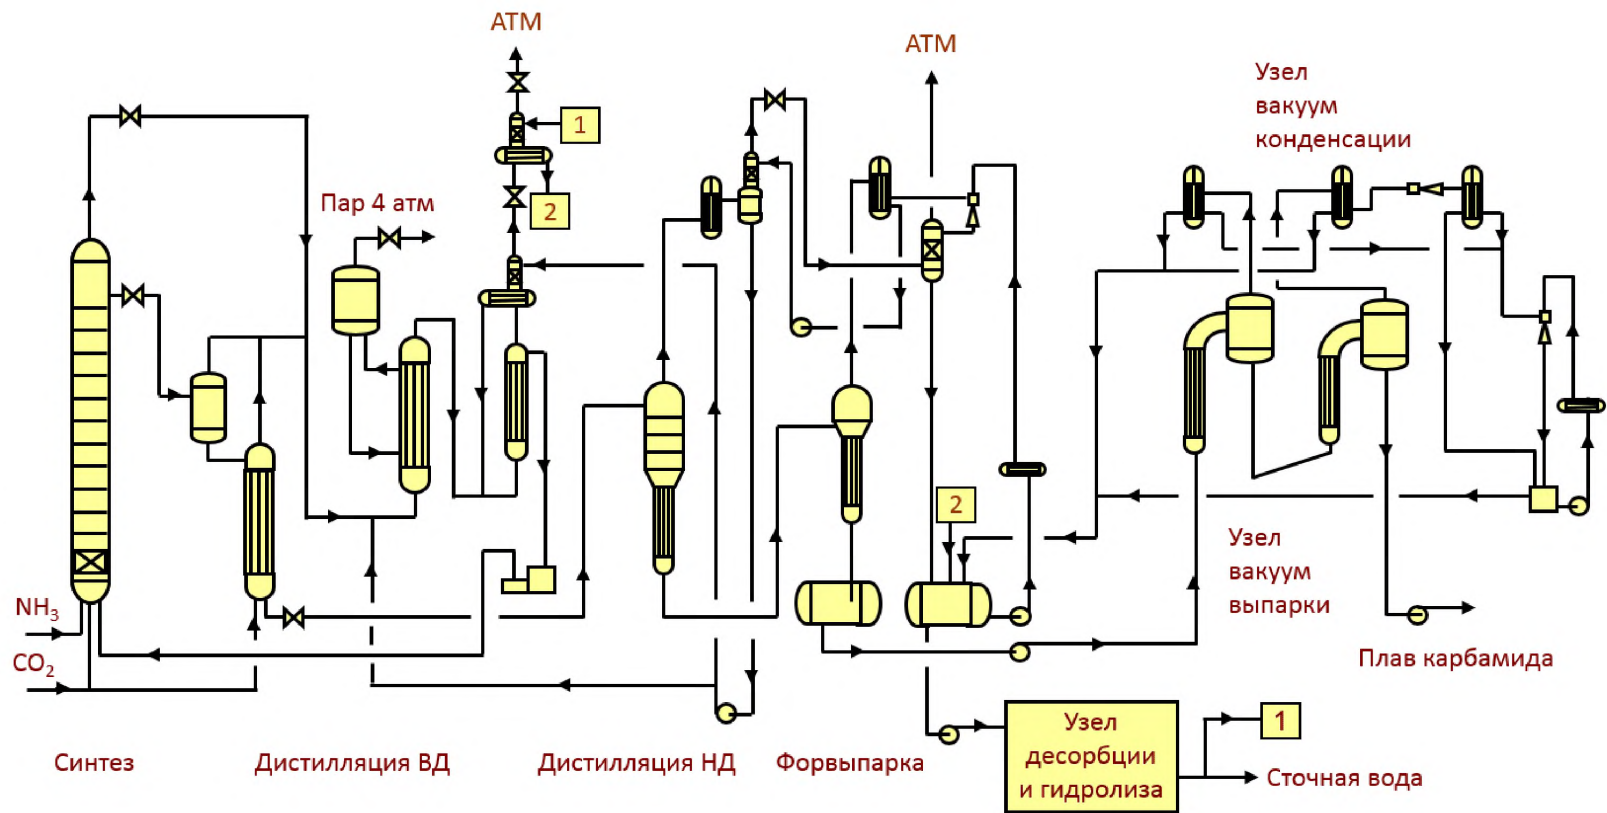 АТМ
АТМ
Узел
вакуум
конденсации
1
Пар 4 атм
2
2
Узел
вакуум
выпарки
NH3
CO2
Плав карбамида
Узел
десорбции
и гидролиза
1
Сточная вода
Синтез
Дистилляция ВД
Дистилляция НД
Форвыпарка